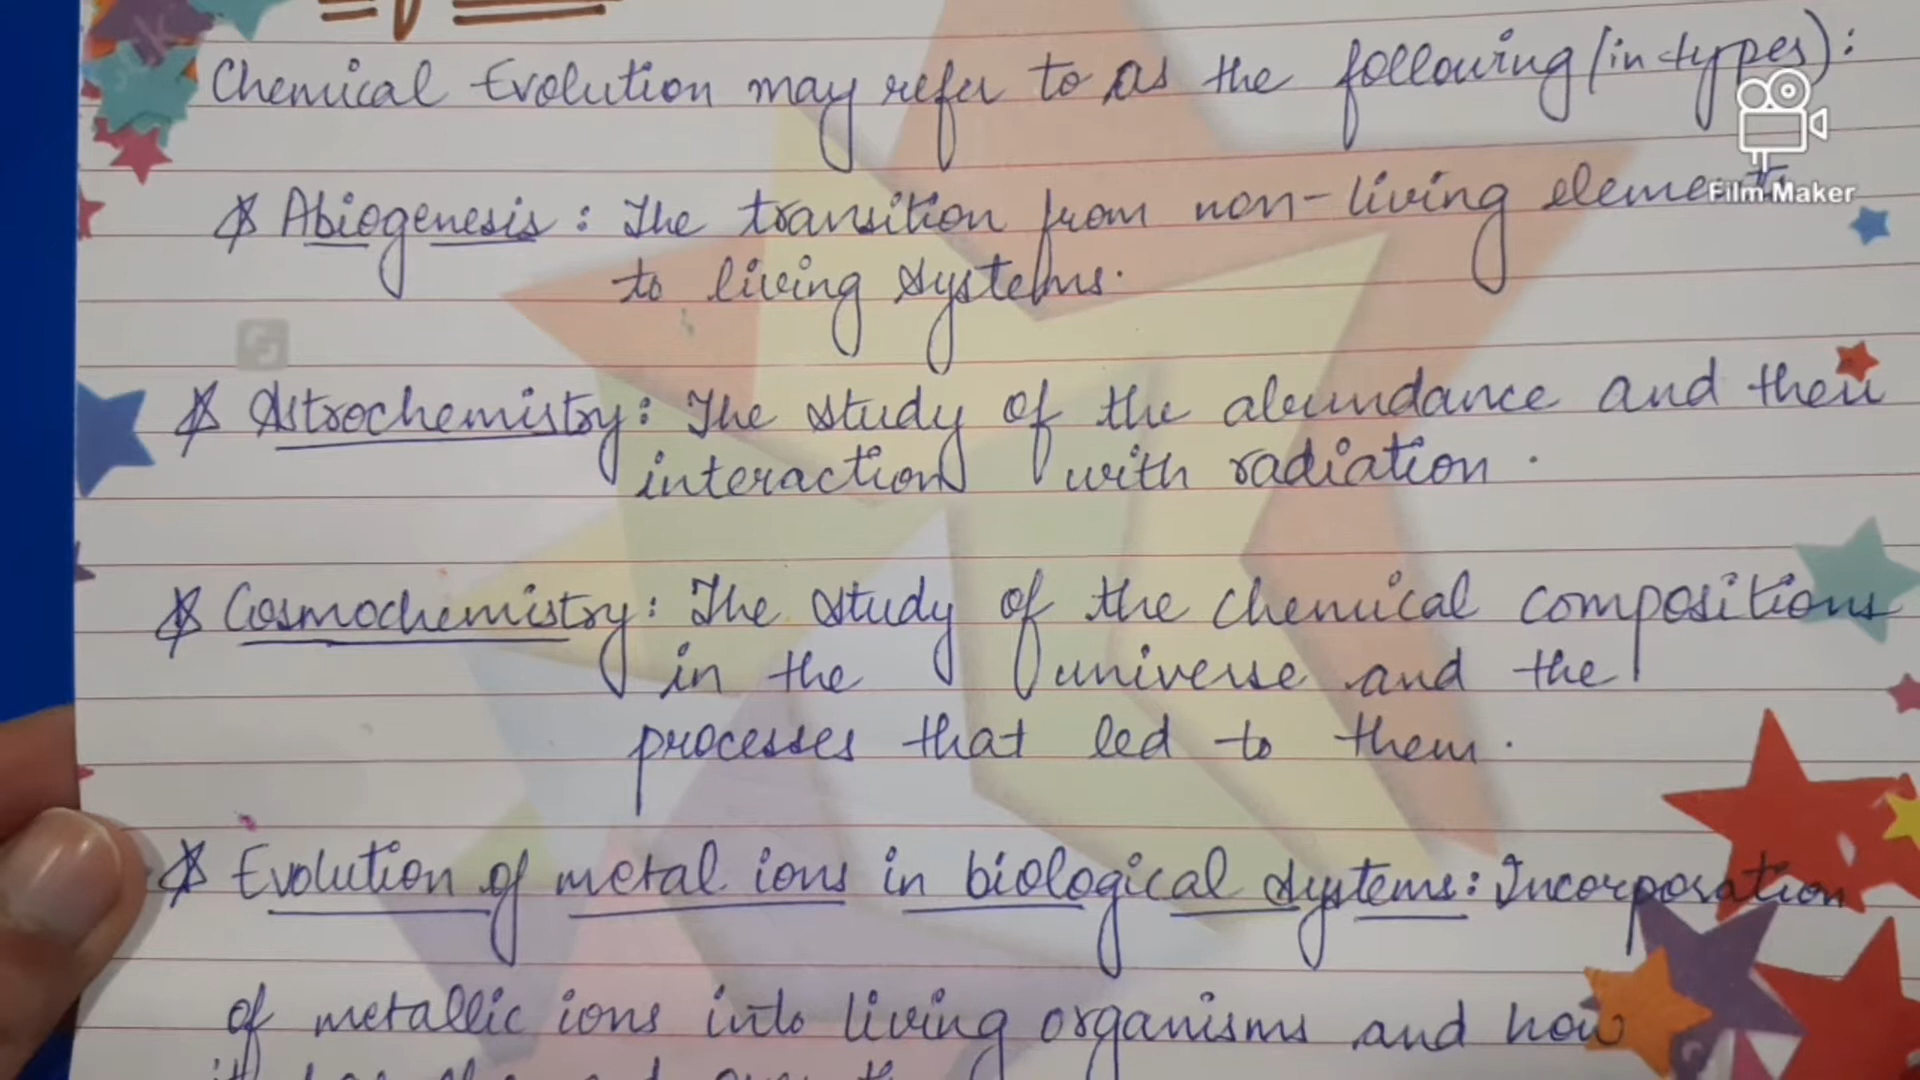 Chemical Evolution may refer to as the following (in types):
Film Maker
* Abiogenesis: The transition from non-living
to living systems.
* Astrochemistry: The study of the abundance and their
interaction with radiation.
* Cosmochemistry: The study of the chemical compositions
in the universe and the
processes that led to them.
* Evolution of metal ions in biological systems: Incorporation
of metallic ions into living organisms and how